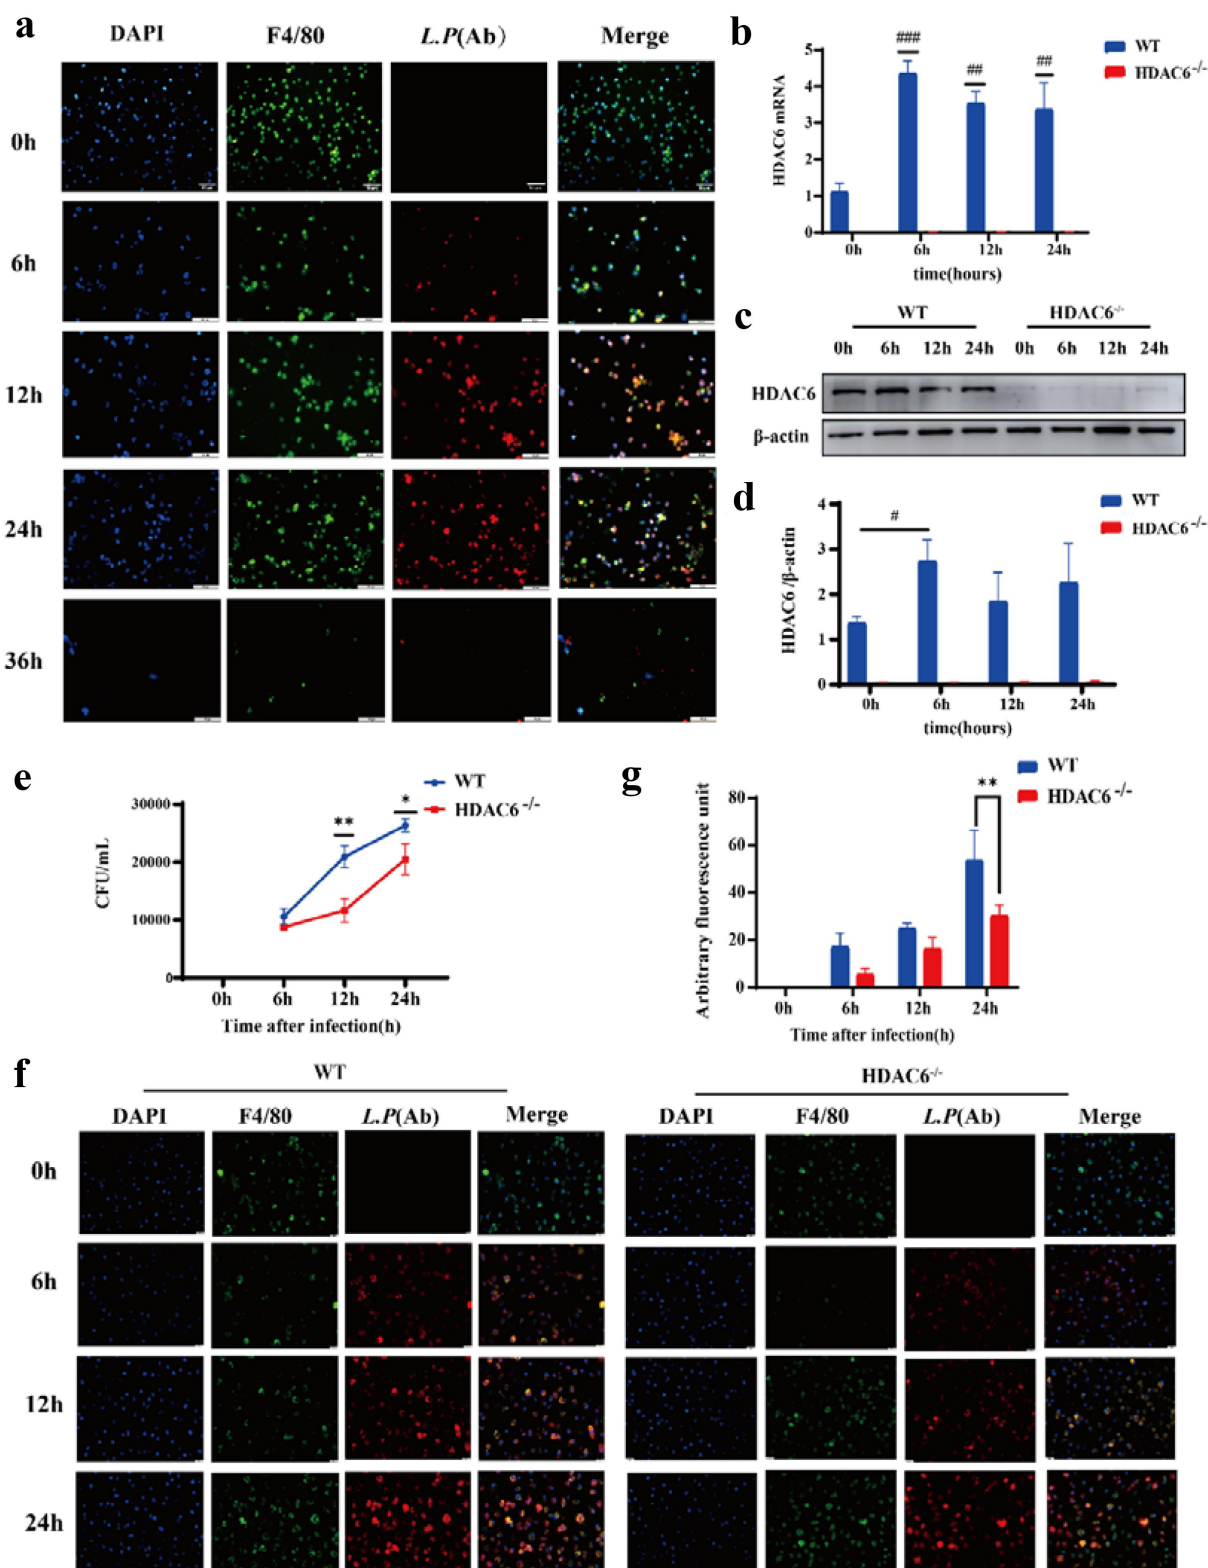 a
DAPI F4/80 L.P(Ab) Merge
0h
6h
12h
24h
36h
b
WT
HDAC6-/-
HDAC6 mRNA
5
4
3
2
1
0
### ## ##
0h 6h 12h 24h
time(hours)
c
WT HDAC6-/-
0h 6h 12h 24h 0h 6h 12h 24h
HDAC6
β-actin
d
WT
HDAC6-/-
HDAC6 /β-actin
4
3
2
1
0
#
0h 6h 12h 24h
time(hours)
e
WT
HDAC6 -/-
CFU/mL
30000
20000
10000
0
** *
0h 6h 12h 24h
Time after infection(h)
g
WT
HDAC6 -/-
Arbitrary fluorescence unit
80
60
40
20
0
**
0h 6h 12h 24h
Time after infection(h)
f
WT HDAC6-/-
DAPI F4/80 L.P(Ab) Merge DAPI F4/80 L.P(Ab) Merge
0h
6h
12h
24h